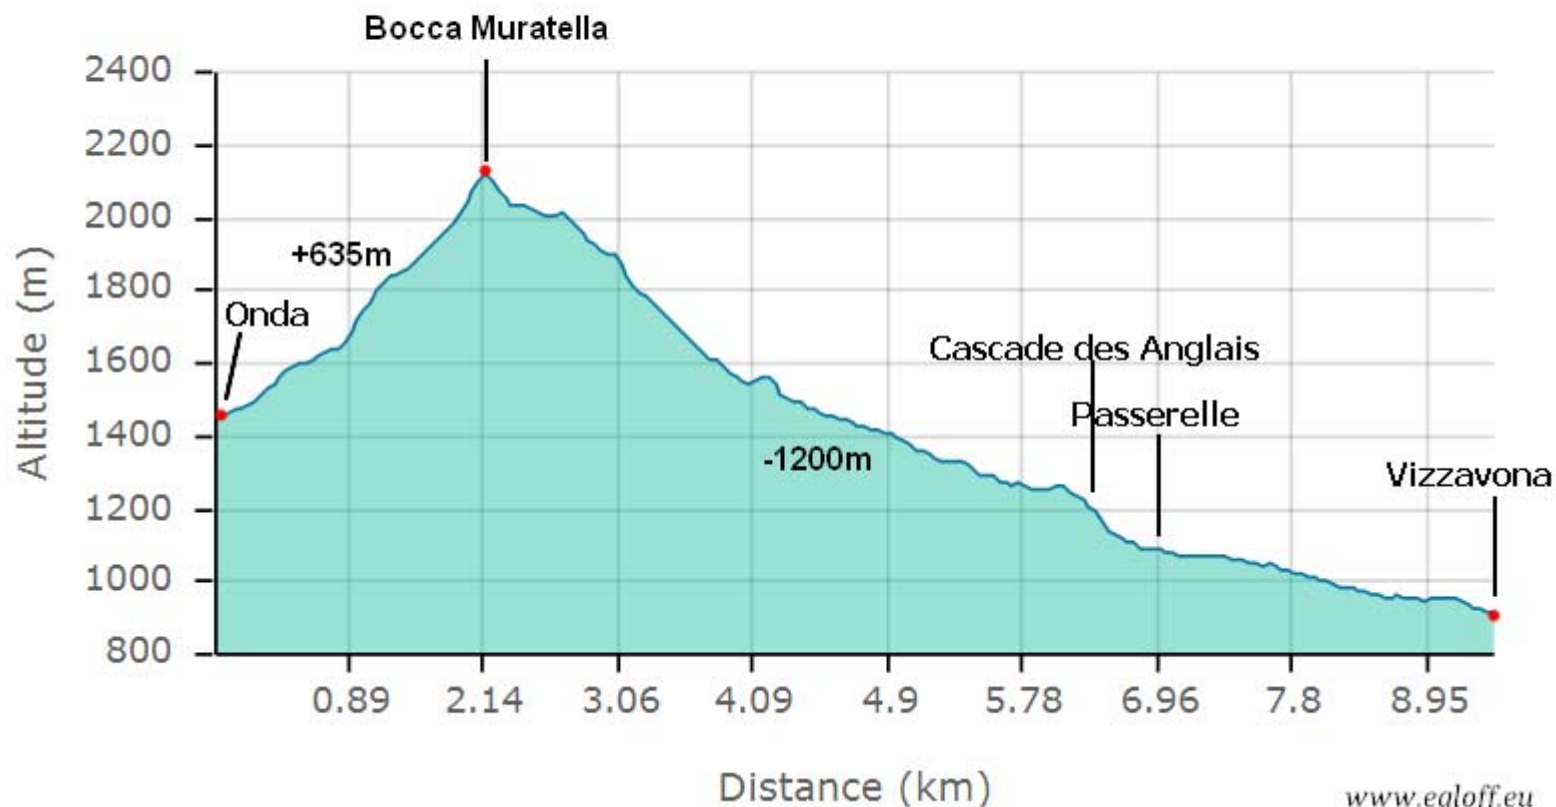 Bocca Muratella
2400
2200
2000
1800
1600
1400
1200
1000
800
Altitude (m)
+635m
Onda
Cascade des Anglais
Passerelle
-1200m
Vizzavona
0.89 2.14 3.06 4.09 4.9 5.78 6.96 7.8 8.95
Distance (km)
www.egloff.eu